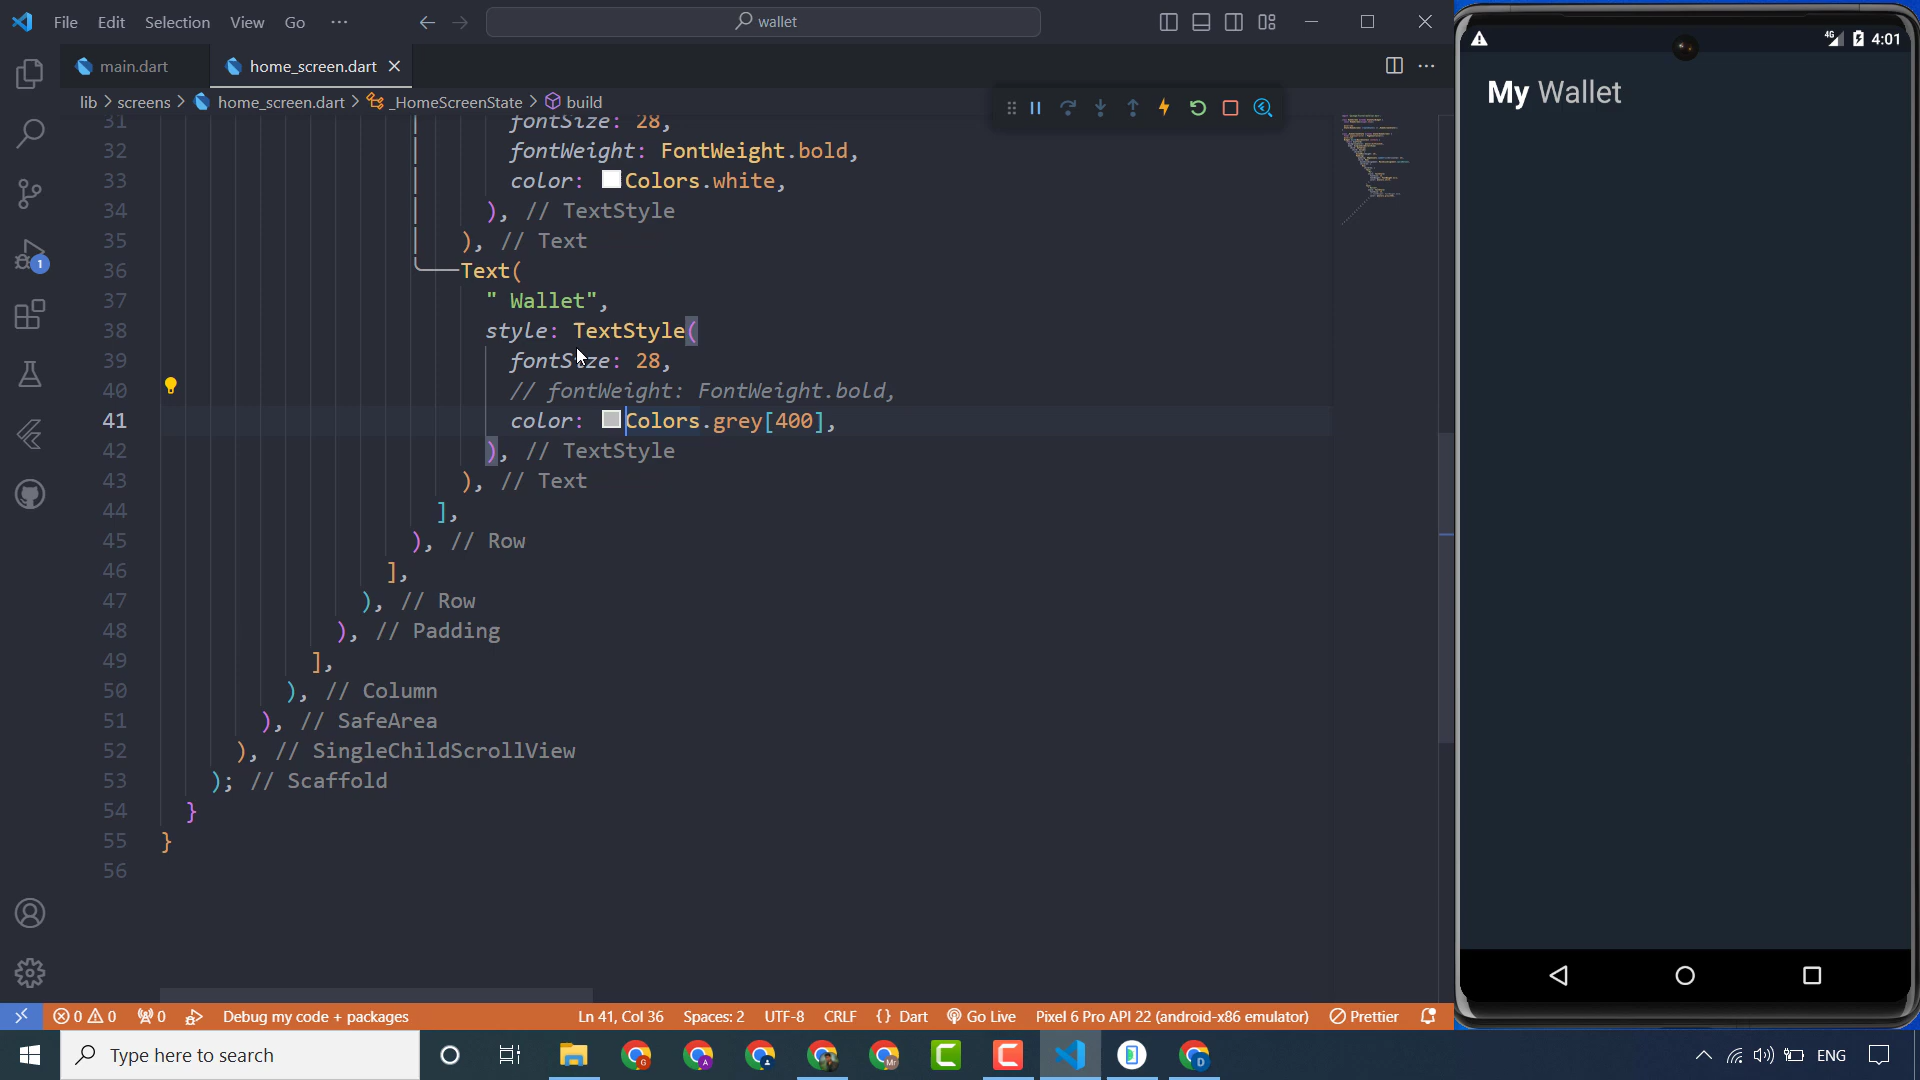 File Edit Selection View Go ···
wallet
main.dart
home_screen.dart
lib > screens > home_screen.dart > _HomeScreenState > build
31 fontSize: 28,
32 fontWeight: FontWeight.bold,
33 color: Colors.white,
34 ), // TextStyle
35 ), // Text
36 Text(
37 " Wallet",
38 style: TextStyle(
39 fontSize: 28,
40 // fontWeight: FontWeight.bold,
41 color: Colors.grey[400],
42 ), // TextStyle
43 ), // Text
44 ],
45 ), // Row
46 ],
47 ), // Row
48 ), // Padding
49 ],
50 ), // Column
51 ), // SafeArea
52 ), // SingleChildScrollView
53 ); // Scaffold
54 }
55 }
56
1
4G 4:01
My Wallet
0 0 0 Debug my code + packages Ln 41, Col 36 Spaces: 2 UTF-8 CRLF {} Dart Go Live Pixel 6 Pro API 22 (android-x86 emulator) Prettier
Type here to search
ENG